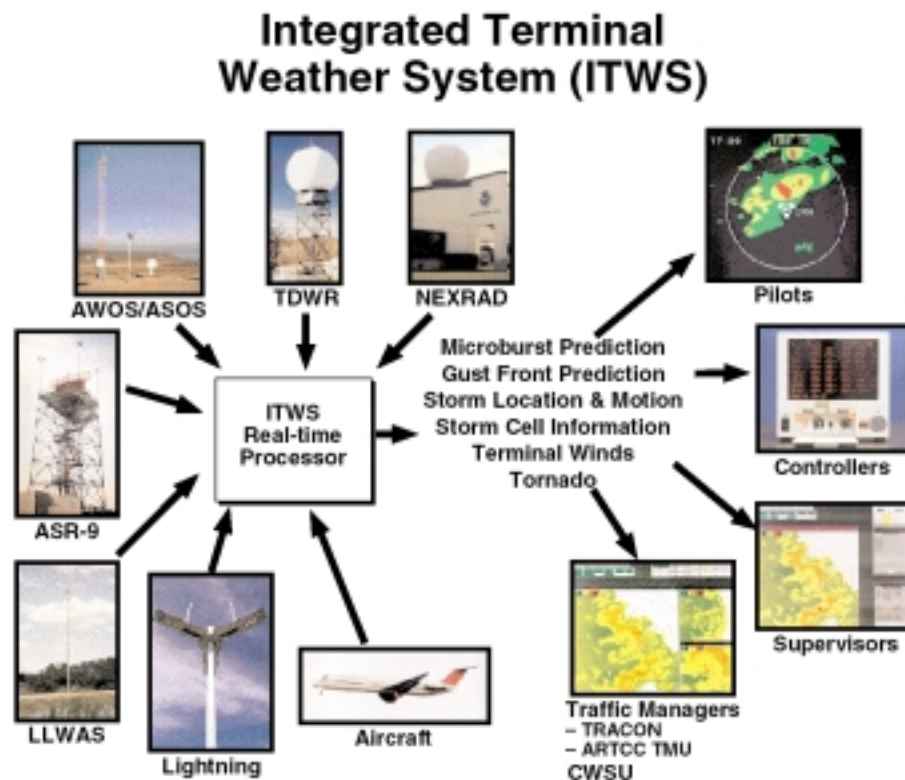 Integrated Terminal
Weather System (ITWS)
AWOS/ASOS
TDWR
NEXRAD
Pilots
ASR-9
ITWS
Real-time
Processor
Microburst Prediction
Gust Front Prediction
Storm Location & Motion
Storm Cell Information
Terminal Winds
Tornado
Controllers
LLWAS
Lightning
Aircraft
Traffic Managers
– TRACON
– ARTCC TMU
CWSU
Supervisors